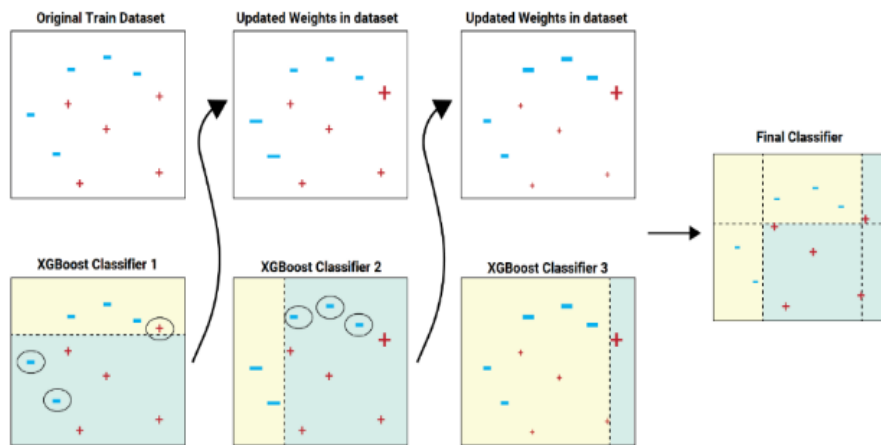 Original Train Dataset
Updated Weights in dataset
Updated Weights in dataset
Final Classifier
XGBoost Classifier 1
XGBoost Classifier 2
XGBoost Classifier 3